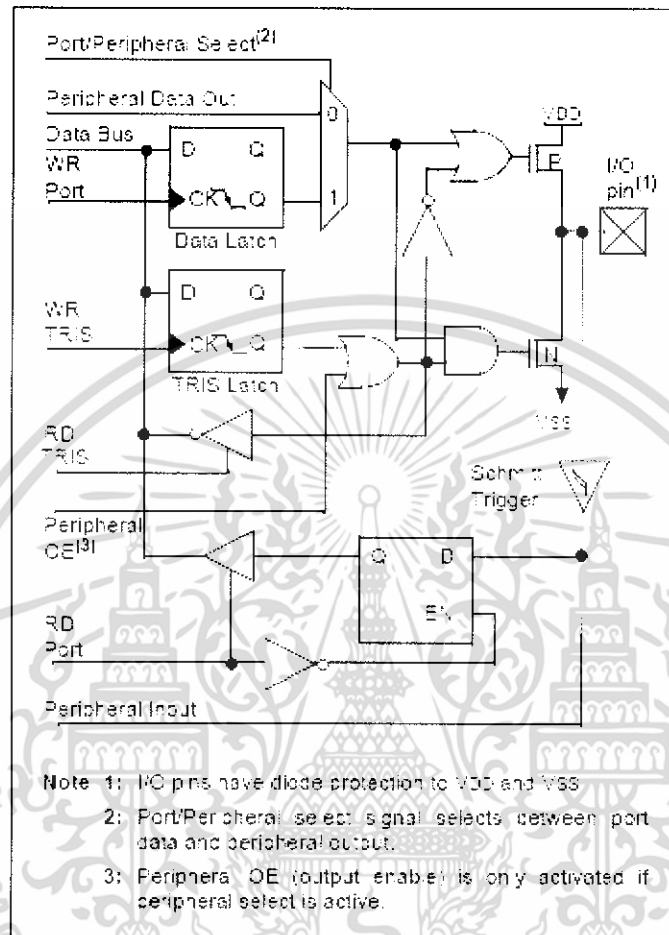 Port/Peripheral Select(2)
Peripheral Data Out
0
VDD
Data Bus
D Q
WR
Port
CK Q
1
P
I/O
pin(1)
Data Latch
D Q
WR
TRIS
CK Q
N
TRIS Latch
VSS
RD
TRIS
Schmitt
Trigger
Peripheral
OE(3)
Q D
EN
RD
Port
Peripheral Input
Note 1: I/O pins have diode protection to VDD and VSS
2: Port/Peripheral select signal selects between port
data and peripheral output.
3: Peripheral OE (output enable) is only activated if
peripheral select is active.